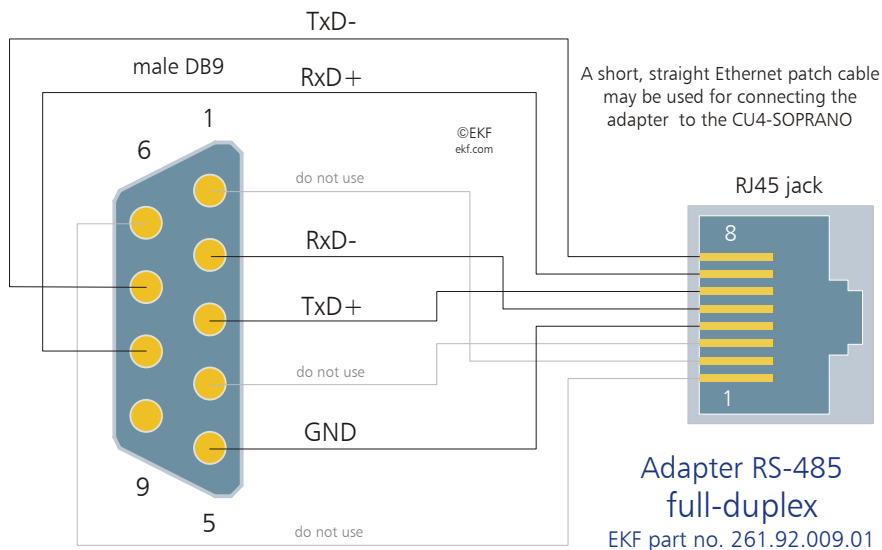 TxD-
male DB9
RxD+
A short, straight Ethernet patch cable
may be used for connecting the
adapter to the CU4-SOPRANO
1
©EKF
ekf.com
6
do not use
RJ45 jack
8
RxD-
TxD+
do not use
1
GND
Adapter RS-485
full-duplex
9
5
do not use
EKF part no. 261.92.009.01